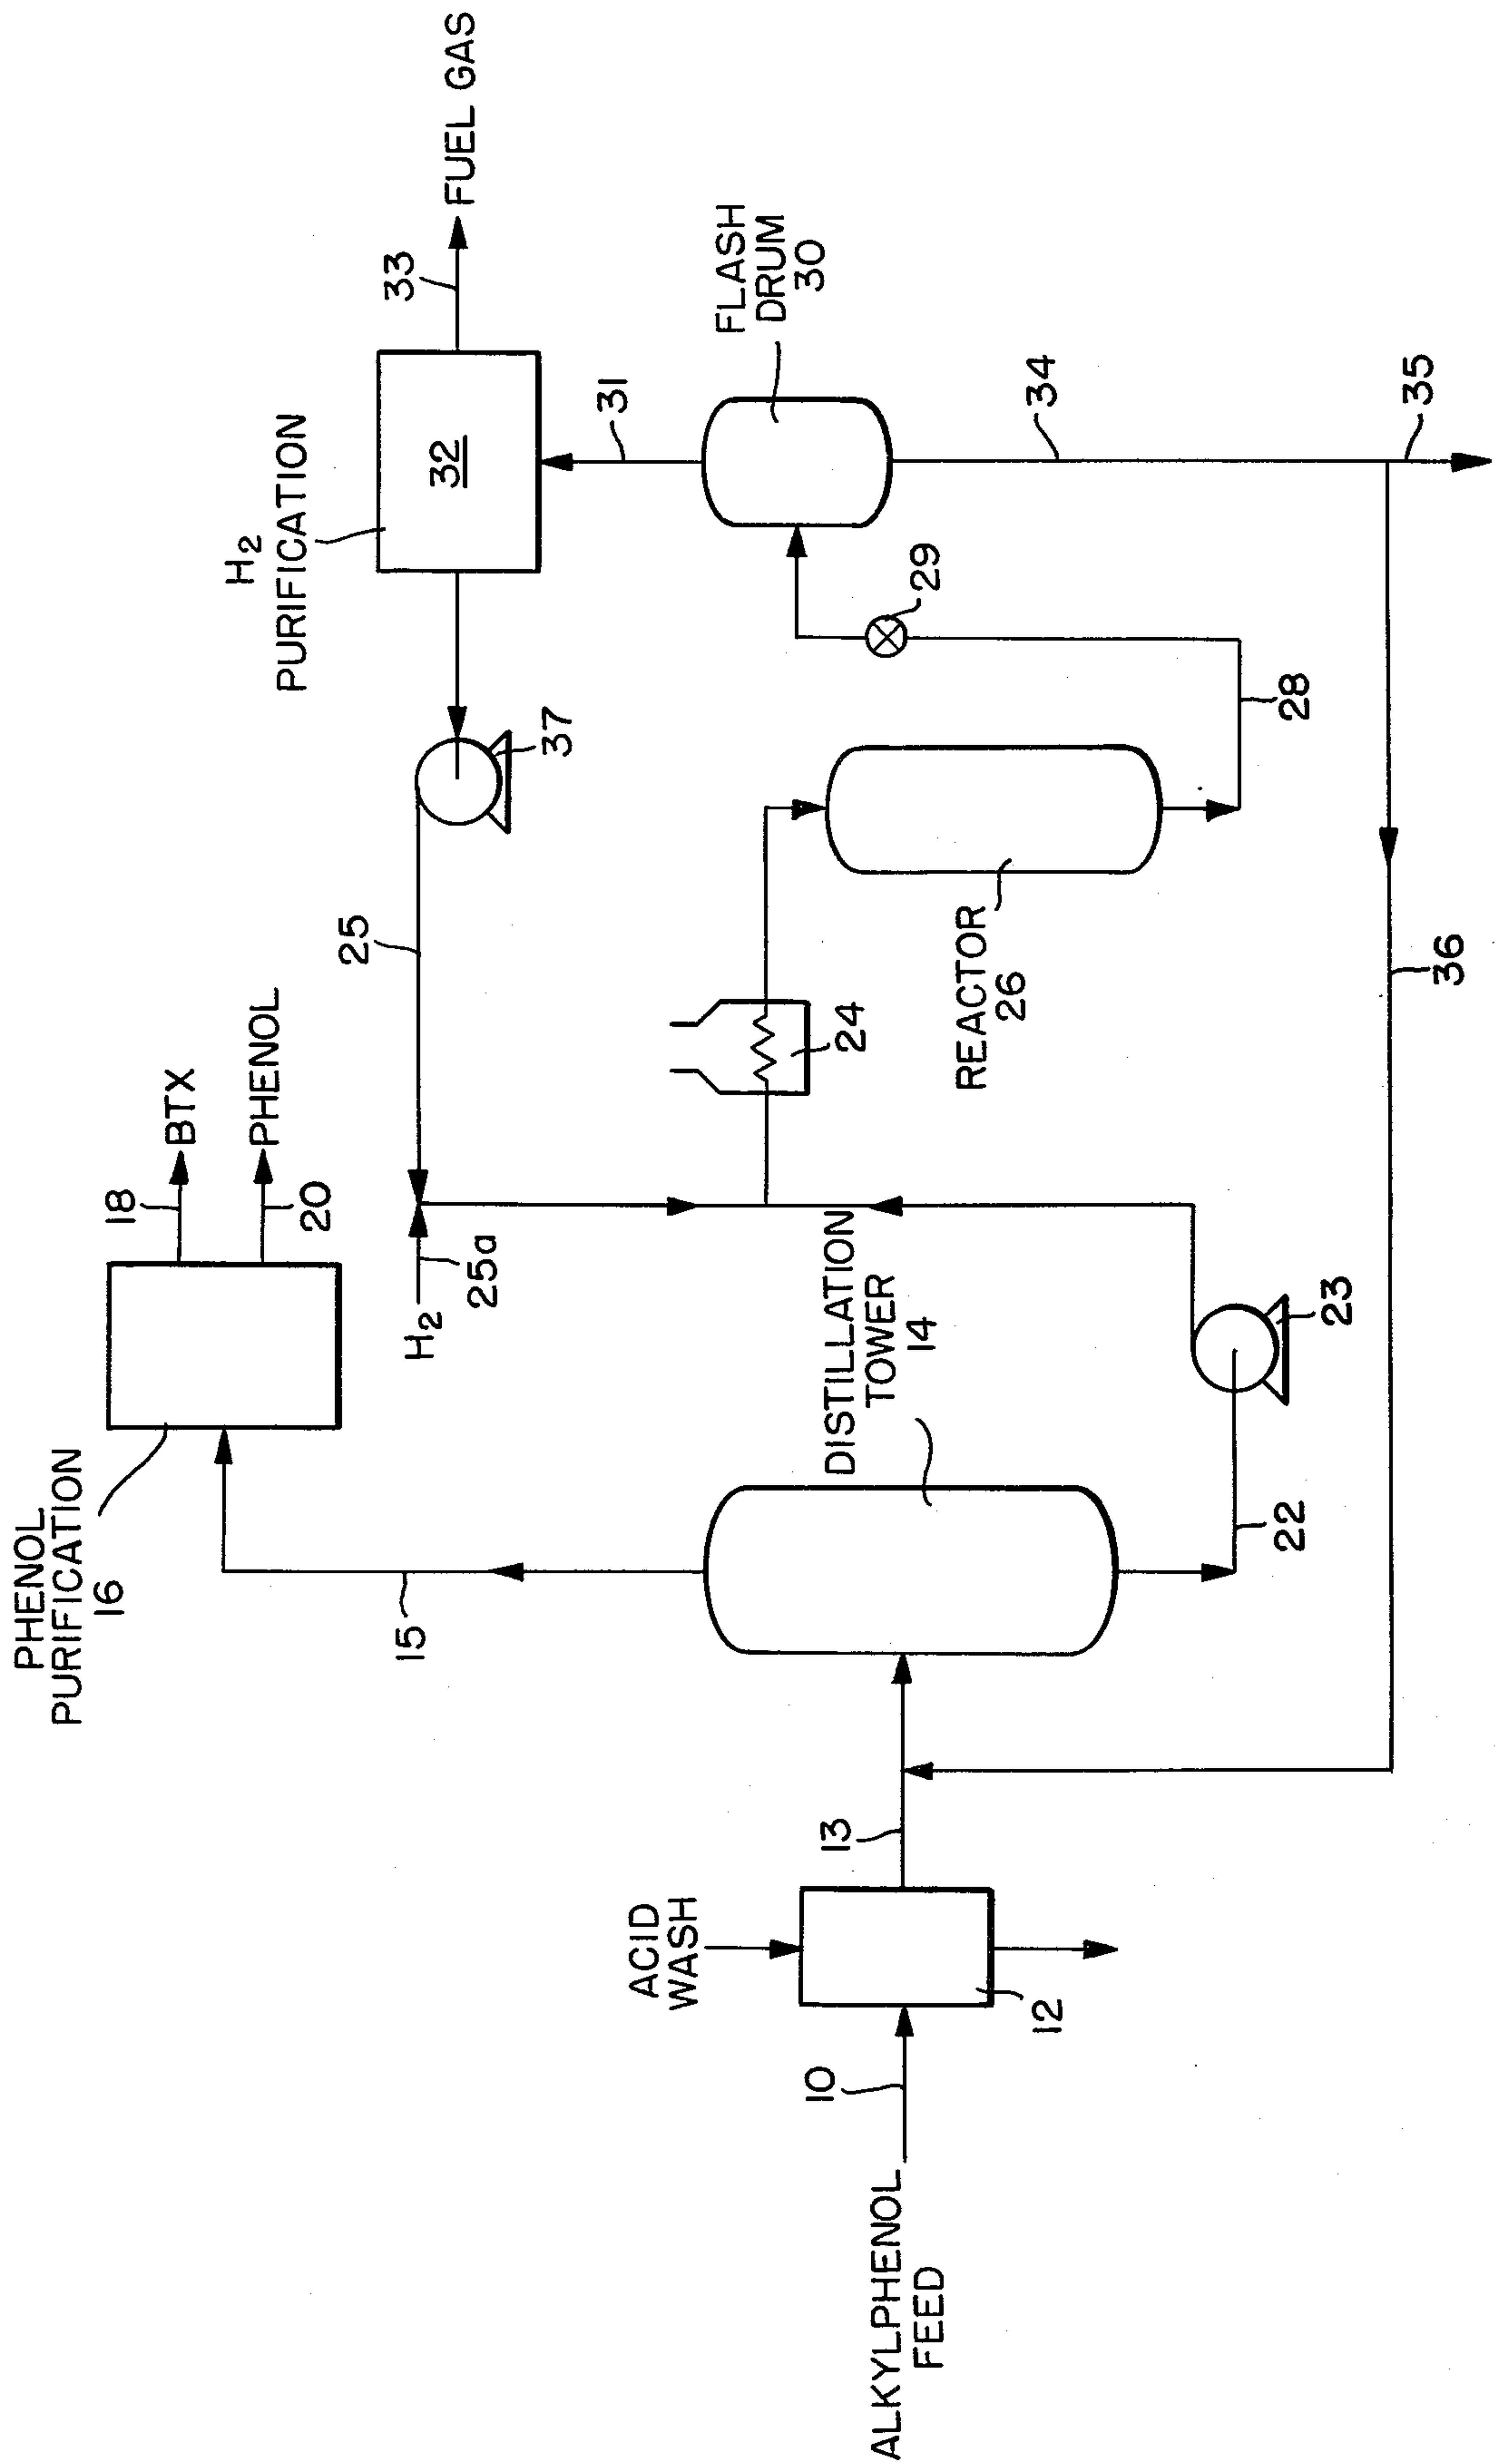 PHENOL
PURIFICATION
16
18
BTX
20
PHENOL
15
H2
25a
25
H2
PURIFICATION
32
33
FUEL GAS
37
31
FLASH
DRUM
30
ACID
WASH
DISTILLATION
TOWER
14
24
REACTOR
26
29
ALKYLPHENOL
FEED
10
12
13
22
23
28
34
35
36